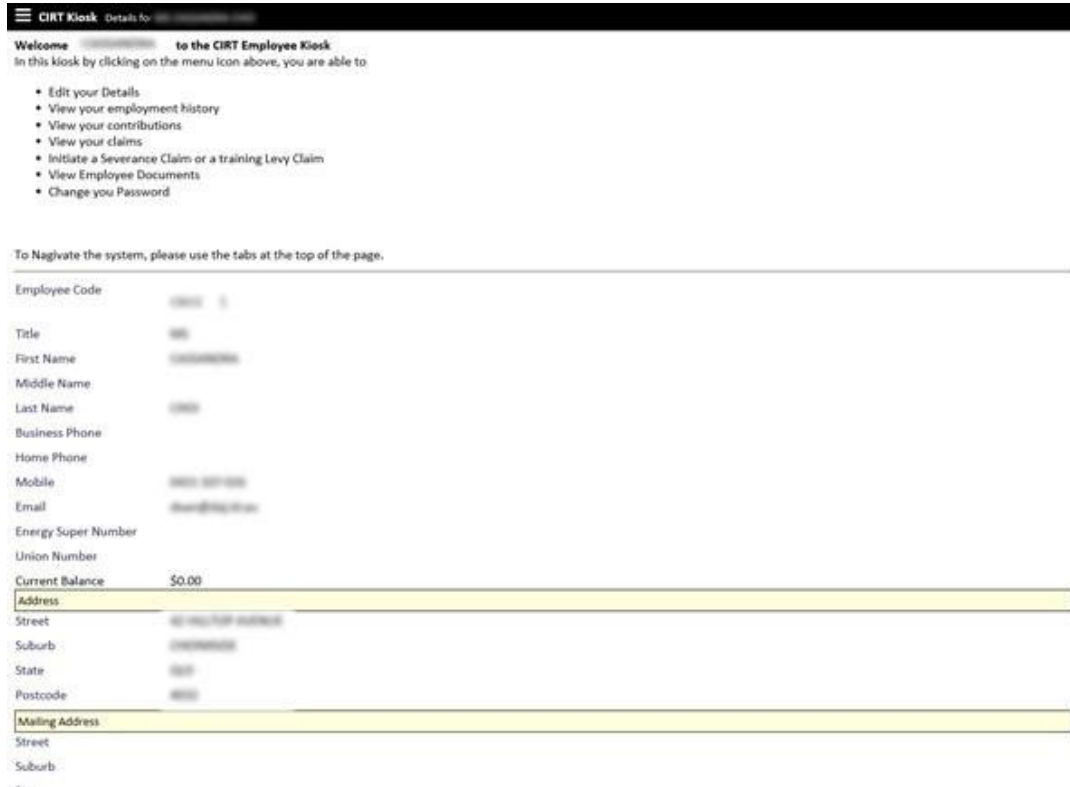 CIRT Kiosk Details for
Welcome to the CIRT Employee Kiosk
In this kiosk by clicking on the menu icon above, you are able to
• Edit your Details
• View your employment history
• View your contributions
• View your claims
• Initiate a Severance Claim or a training Levy Claim
• View Employee Documents
• Change you Password
To Nagivate the system, please use the tabs at the top of the page.
Employee Code
Title
First Name
Middle Name
Last Name
Business Phone
Home Phone
Mobile
Email
Energy Super Number
Union Number
Current Balance $0.00
Address
Street
Suburb
State
Postcode
Mailing Address
Street
Suburb